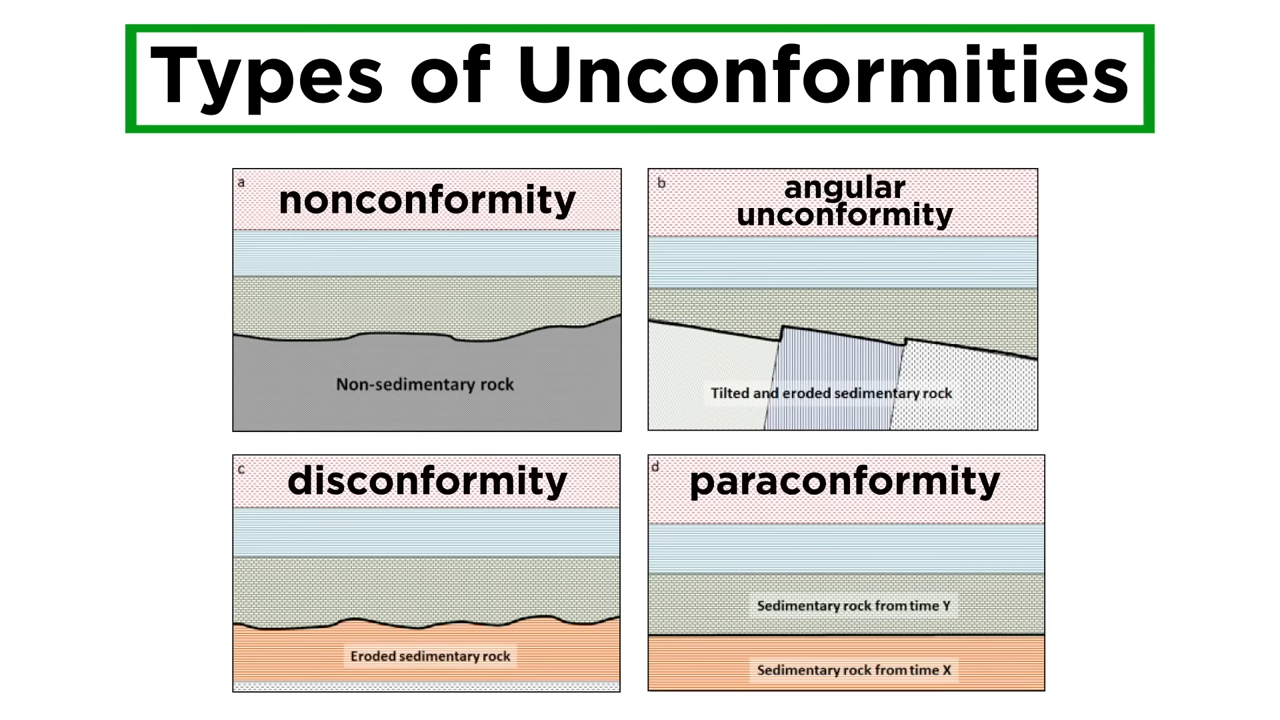 Types of Unconformities
a
nonconformity
Non-sedimentary rock
b
angular
unconformity
Tilted and eroded sedimentary rock
c
disconformity
Eroded sedimentary rock
d
paraconformity
Sedimentary rock from time Y
Sedimentary rock from time X